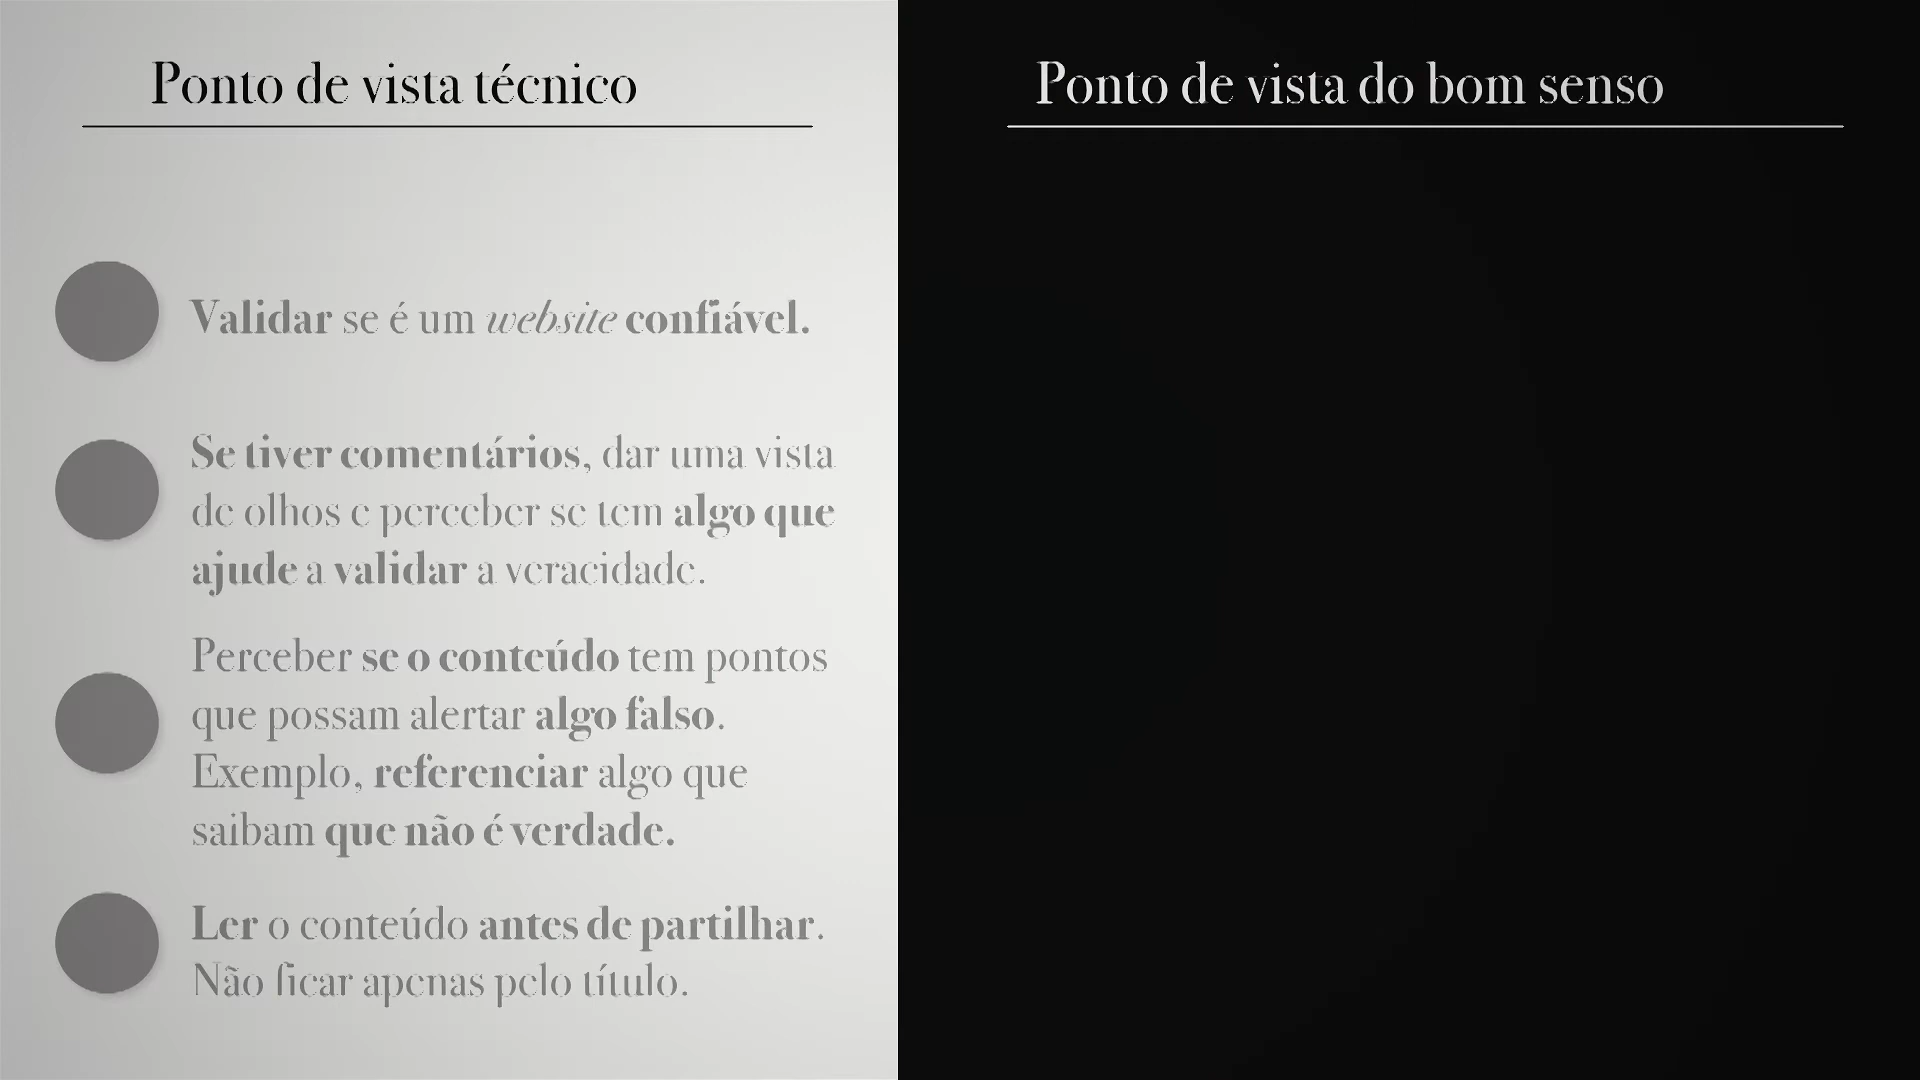 Ponto de vista técnico
Validar se é um website confiável.
Se tiver comentários, dar uma vista
de olhos e perceber se tem algo que
ajude a validar a veracidade.
Perceber se o conteúdo tem pontos
que possam alertar algo falso.
Exemplo, referenciar algo que
saibam que não é verdade.
Ler o conteúdo antes de partilhar.
Não ficar apenas pelo título.
Ponto de vista do bom senso